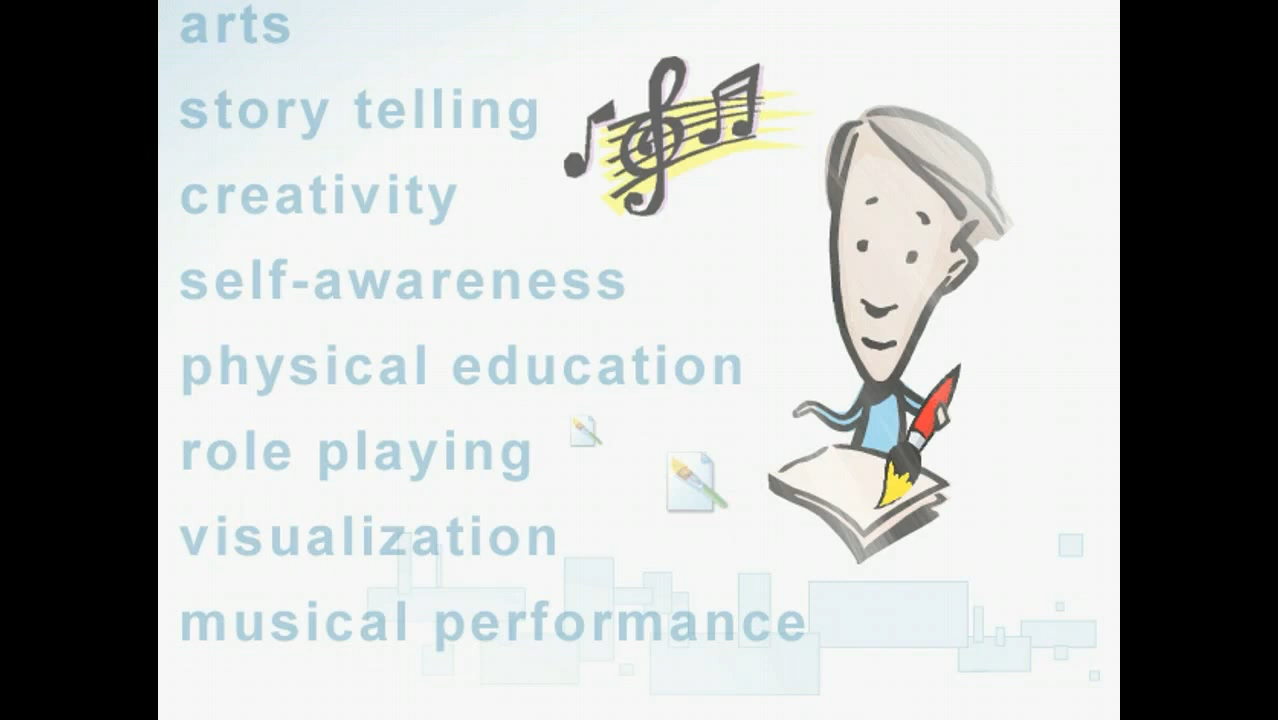 arts
story telling
creativity
self-awareness
physical education
role playing
visualization
musical performance